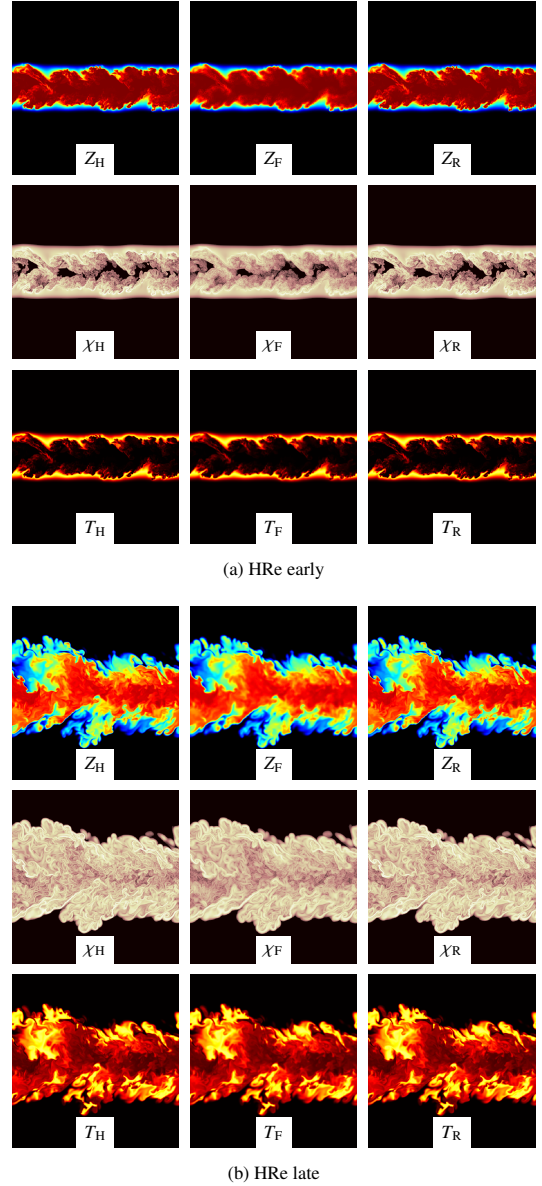 Z_H Z_F Z_R
χ_H χ_F χ_R
T_H T_F T_R
(a) HRe early
Z_H Z_F Z_R
χ_H χ_F χ_R
T_H T_F T_R
(b) HRe late